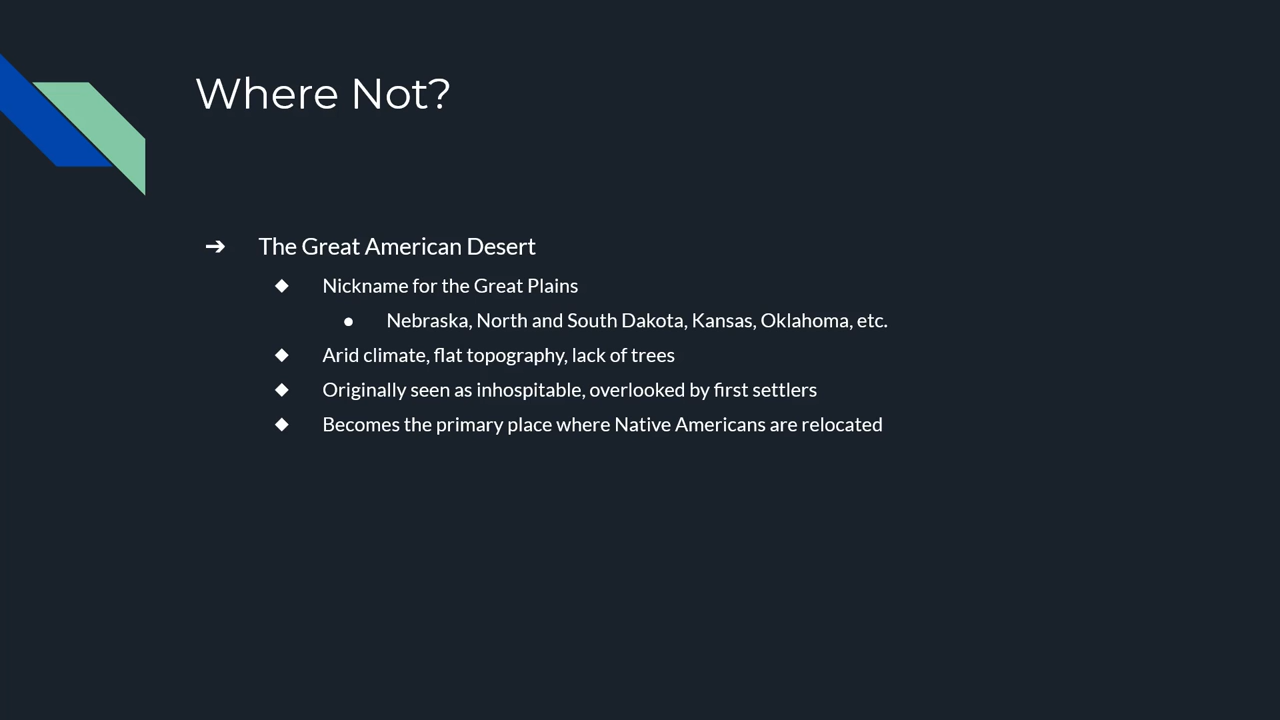 Where Not?
➔ The Great American Desert
◆ Nickname for the Great Plains
● Nebraska, North and South Dakota, Kansas, Oklahoma, etc.
◆ Arid climate, flat topography, lack of trees
◆ Originally seen as inhospitable, overlooked by first settlers
◆ Becomes the primary place where Native Americans are relocated